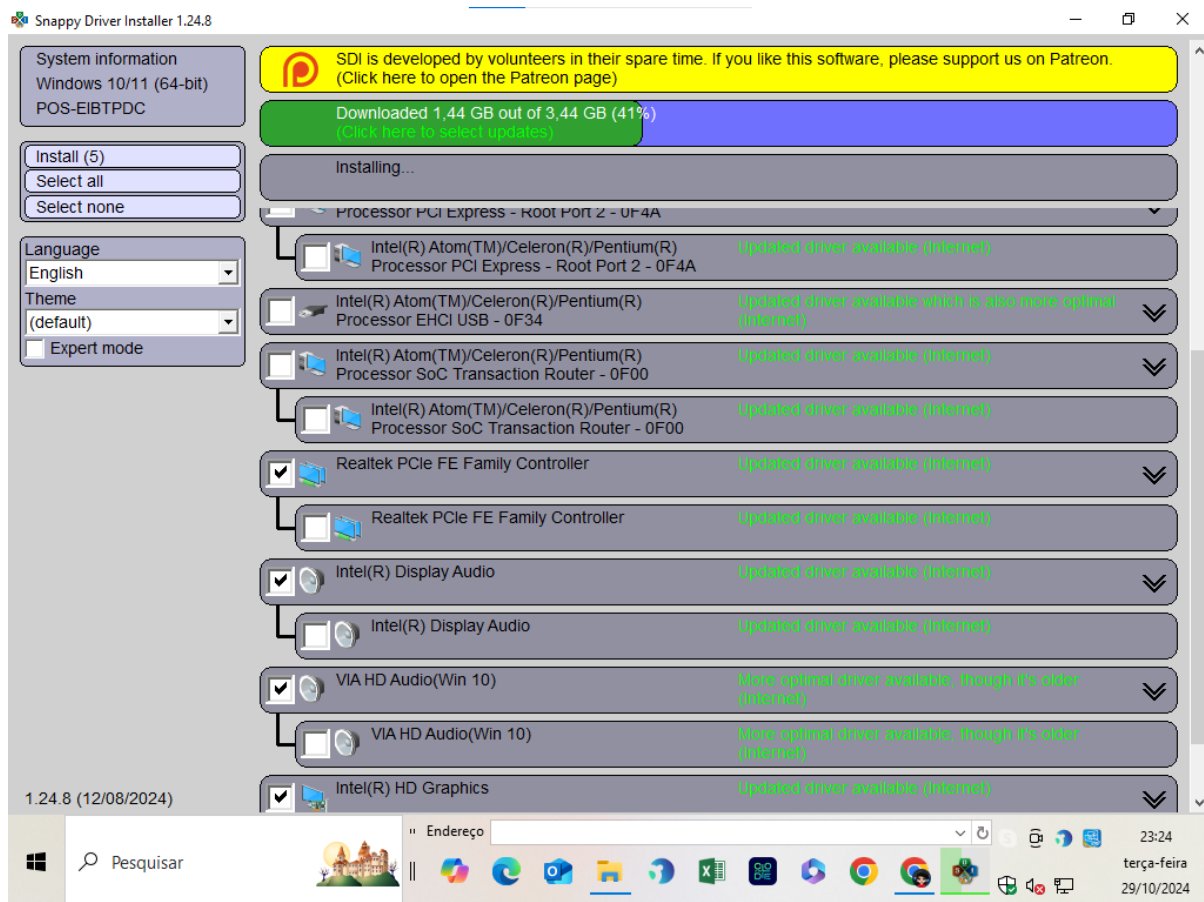 Snappy Driver Installer 1.24.8
System information
Windows 10/11 (64-bit)
POS-EIBTPDC
Install (5)
Select all
Select none
Language
English
Theme
(default)
Expert mode
1.24.8 (12/08/2024)
SDI is developed by volunteers in their spare time. If you like this software, please support us on Patreon.
(Click here to open the Patreon page)
Downloaded 1,44 GB out of 3,44 GB (41%)
(Click here to select updates)
Installing...
Processor PCI Express - Root Port 2 - 0F4A
Intel(R) Atom(TM)/Celeron(R)/Pentium(R)
Processor PCI Express - Root Port 2 - 0F4A
Updated driver available (Internet)
Intel(R) Atom(TM)/Celeron(R)/Pentium(R)
Processor EHCI USB - 0F34
Updated driver available which is also more optimal
(Internet)
Intel(R) Atom(TM)/Celeron(R)/Pentium(R)
Processor SoC Transaction Router - 0F00
Updated driver available (Internet)
Intel(R) Atom(TM)/Celeron(R)/Pentium(R)
Processor SoC Transaction Router - 0F00
Updated driver available (Internet)
Realtek PCIe FE Family Controller
Updated driver available (Internet)
Realtek PCIe FE Family Controller
Updated driver available (Internet)
Intel(R) Display Audio
Updated driver available (Internet)
Intel(R) Display Audio
Updated driver available (Internet)
VIA HD Audio(Win 10)
More optimal driver available, though it's older
(Internet)
VIA HD Audio(Win 10)
More optimal driver available, though it's older
(Internet)
Intel(R) HD Graphics
Updated driver available (Internet)
Pesquisar
Endereço
23:24
terça-feira
29/10/2024